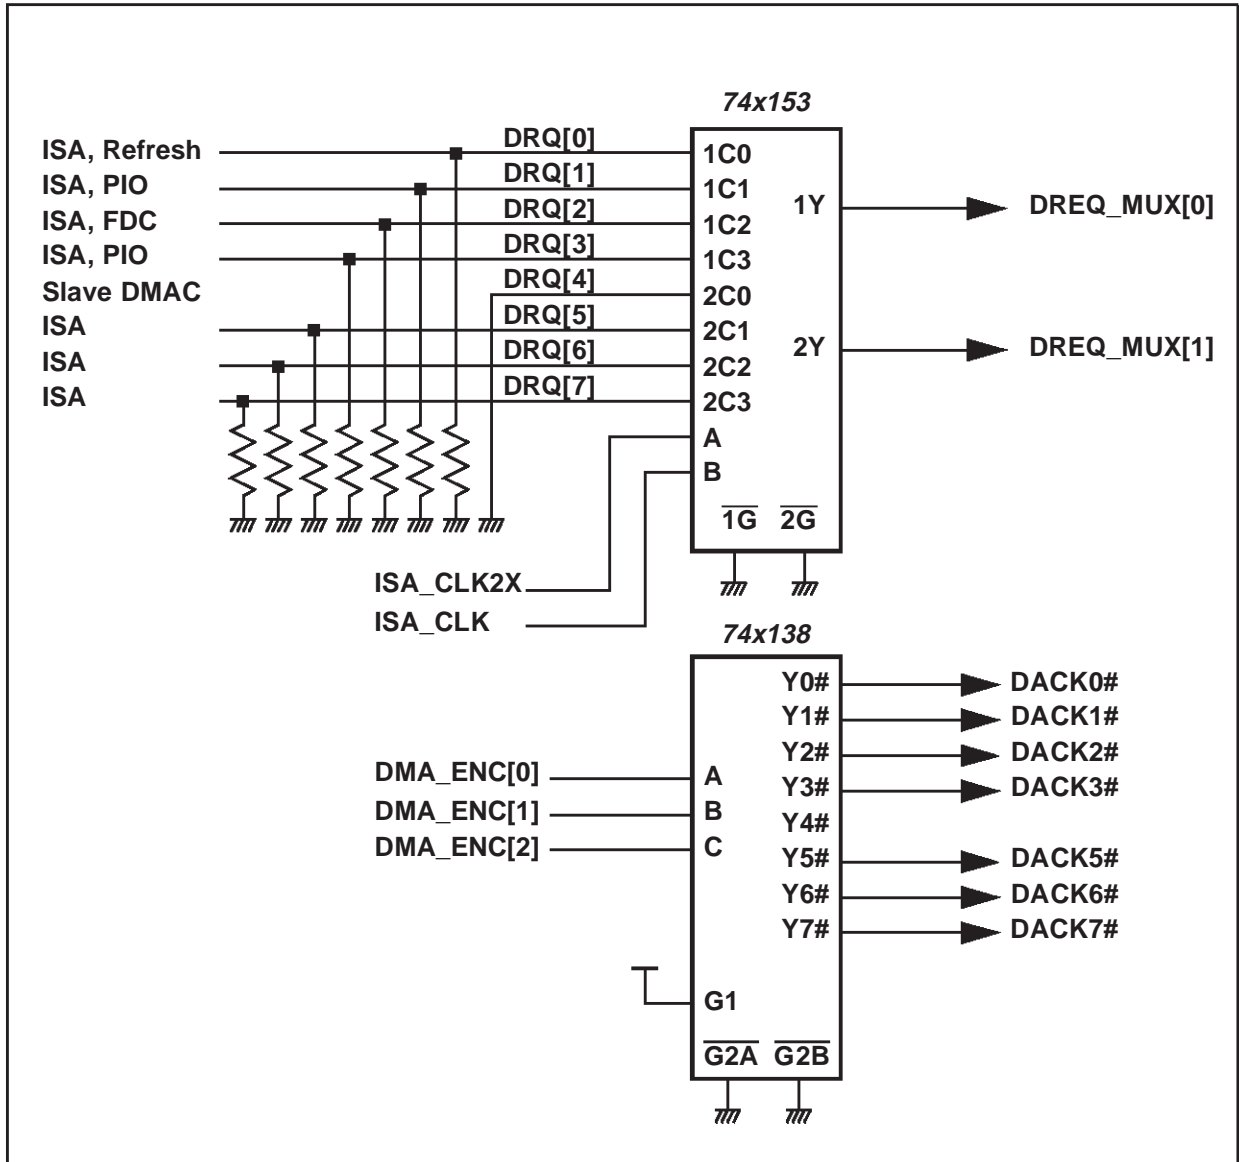 74x153
ISA, Refresh DRQ[0] 1C0
ISA, PIO DRQ[1] 1C1
1Y DREQ_MUX[0]
ISA, FDC DRQ[2] 1C2
ISA, PIO DRQ[3] 1C3
Slave DMAC DRQ[4] 2C0
ISA DRQ[5] 2C1
2Y DREQ_MUX[1]
ISA DRQ[6] 2C2
ISA DRQ[7] 2C3
A
B
1G 2G
ISA_CLK2X
ISA_CLK
74x138
Y0# DACK0#
Y1# DACK1#
Y2# DACK2#
DMA_ENC[0] A Y3# DACK3#
DMA_ENC[1] B Y4#
DMA_ENC[2] C Y5# DACK5#
Y6# DACK6#
Y7# DACK7#
G1
G2A G2B